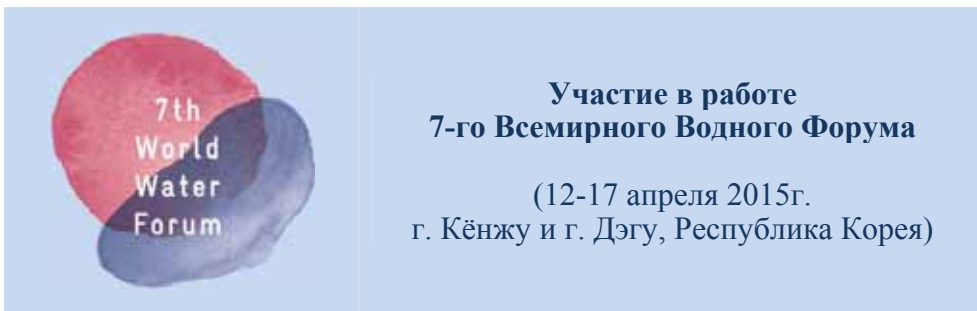 7th
World
Water
Forum
Участие в работе
7-го Всемирного Водного Форума
(12-17 апреля 2015г.
г. Кёнжу и г. Дэгу, Республика Корея)